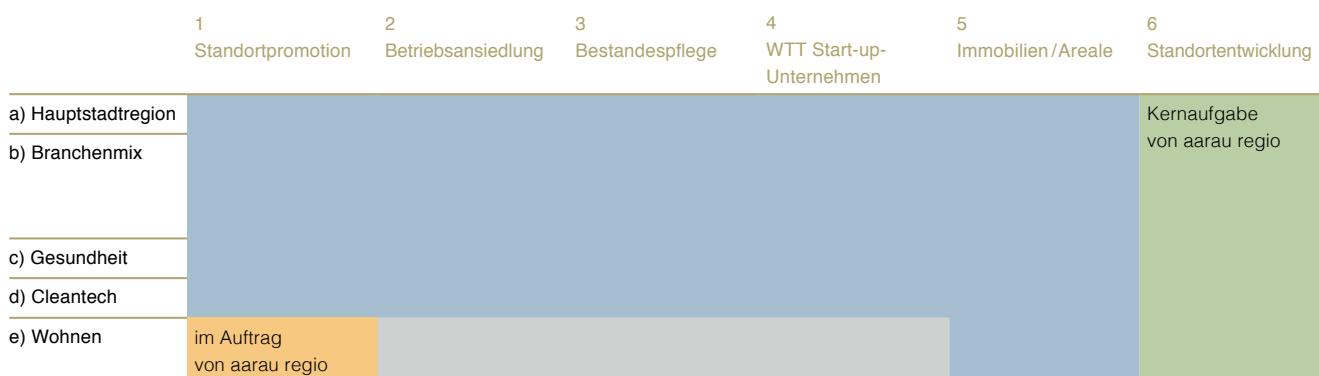 1
Standortpromotion
2
Betriebsansiedlung
3
Bestandespflege
4
WTT Start-up-
Unternehmen
5
Immobilien/Areale
6
Standortentwicklung
a) Hauptstadtregion
Kernaufgabe
von aarau regio
b) Branchenmix
c) Gesundheit
d) Cleantech
e) Wohnen
im Auftrag
von aarau regio